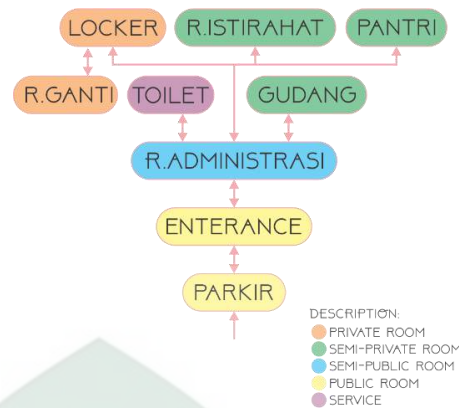 LOCKER R.ISTIRAHAT PANTRI
R.GANTI TOILET GUDANG
R.ADMINISTRASI
ENTERANCE
PARKIR
DESCRIPTION:
PRIVATE ROOM
SEMI-PRIVATE ROOM
SEMI-PUBLIC ROOM
PUBLIC ROOM
SERVICE